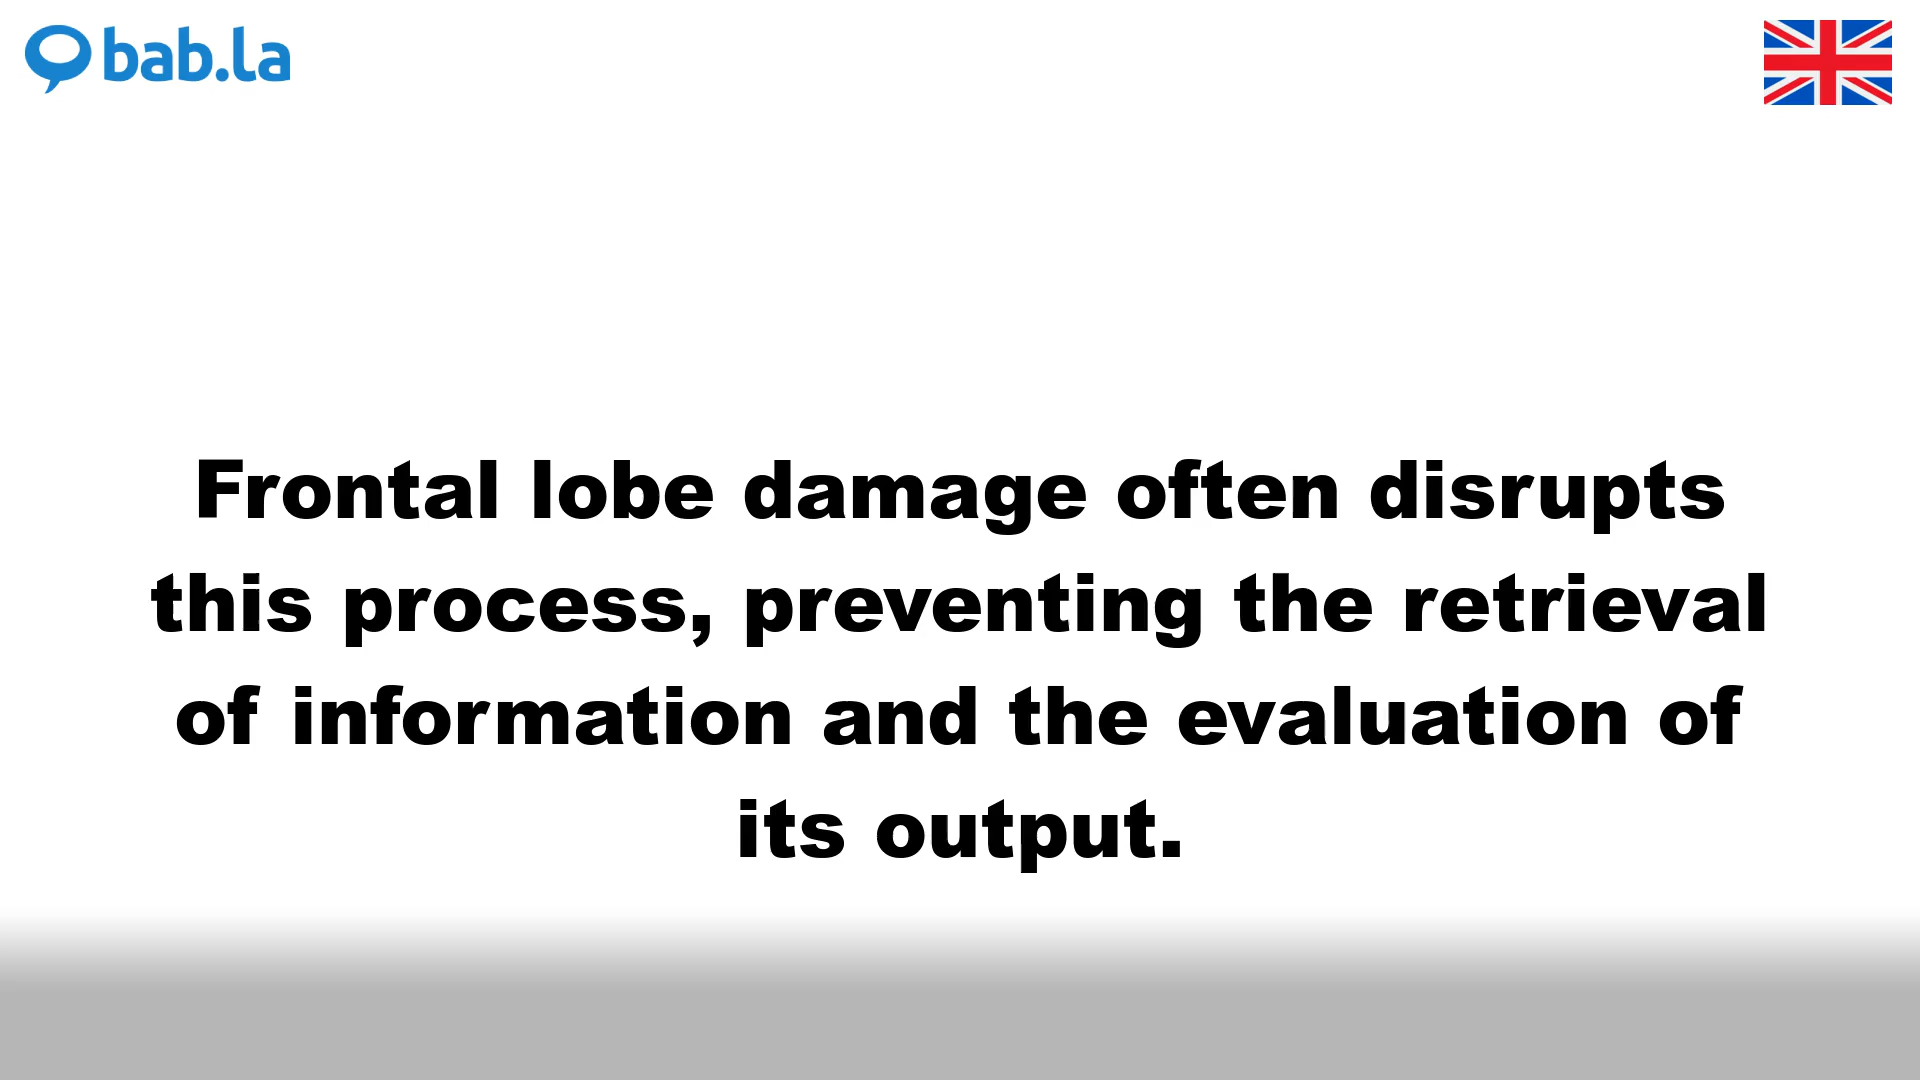 bab.la
Frontal lobe damage often disrupts
this process, preventing the retrieval
of information and the evaluation of
its output.